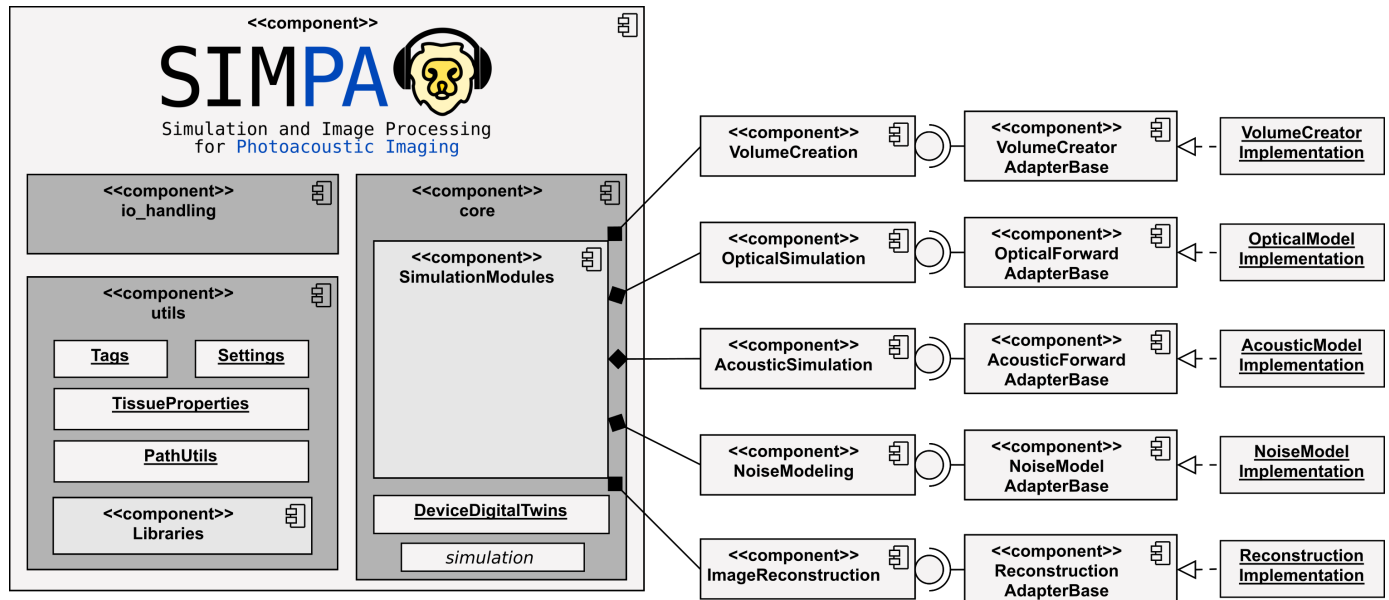 <<component>>
SIMPA
Simulation and Image Processing
for Photoacoustic Imaging
<<component>>
io_handling
<<component>>
utils
Tags
Settings
TissueProperties
PathUtils
<<component>>
Libraries
<<component>>
core
<<component>>
SimulationModules
DeviceDigitalTwins
simulation
<<component>>
VolumeCreation
<<component>>
VolumeCreator
AdapterBase
VolumeCreator
Implementation
<<component>>
OpticalSimulation
<<component>>
OpticalForward
AdapterBase
OpticalModel
Implementation
<<component>>
AcousticSimulation
<<component>>
AcousticForward
AdapterBase
AcousticModel
Implementation
<<component>>
NoiseModeling
<<component>>
NoiseModel
AdapterBase
NoiseModel
Implementation
<<component>>
ImageReconstruction
<<component>>
Reconstruction
AdapterBase
Reconstruction
Implementation